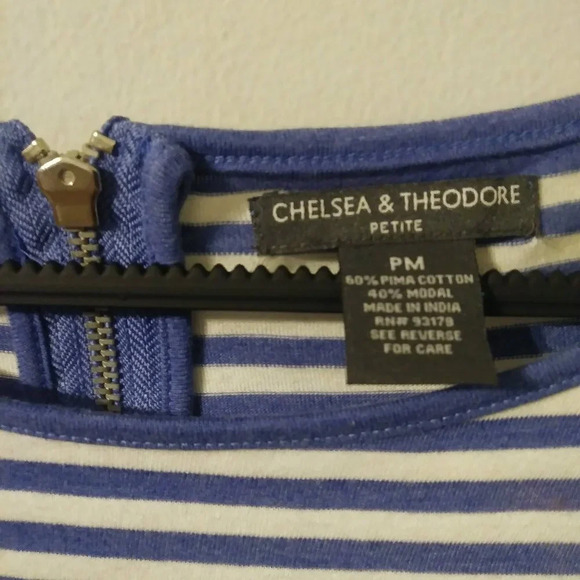 CHELSEA & THEODORE
PETITE
PM
60% PIMA COTTON
40% MODAL
MADE IN INDIA
RN# 93179
SEE REVERSE
FOR CARE